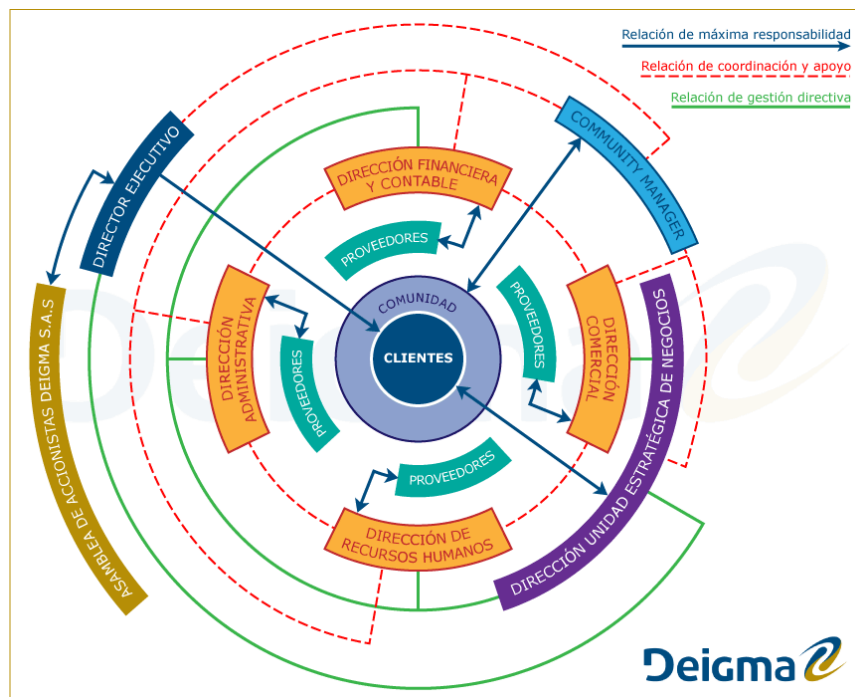 Relación de máxima responsabilidad
Relación de coordinación y apoyo
Relación de gestión directiva
DIRECTOR EJECUTIVO
COMMUNITY MANAGER
DIRECCIÓN FINANCIERA
Y CONTABLE
PROVEEDORES
ASAMBLEA DE ACCIONISTAS DEIGMA S.A.S
DIRECCIÓN
ADMINISTRATIVA
PROVEEDORES
COMUNIDAD
CLIENTES
PROVEEDORES
DIRECCIÓN
COMERCIAL
DIRECCIÓN UNIDAD ESTRATÉGICA DE NEGOCIOS
PROVEEDORES
DIRECCIÓN DE
RECURSOS HUMANOS
Deigma
Deigma